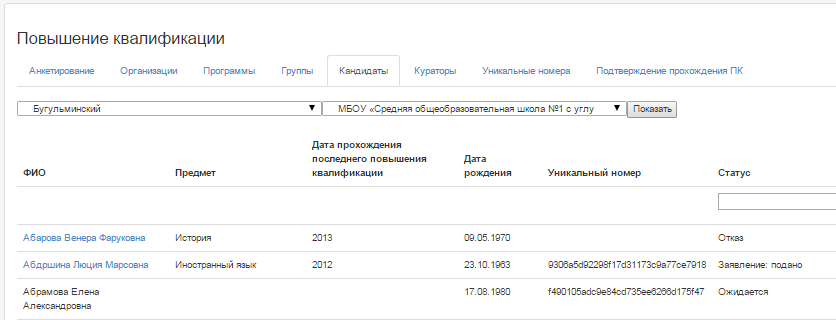 Повышение квалификации
Анкетирование Организации Программы Группы Кандидаты Кураторы Уникальные номера Подтверждение прохождения ПК
Бугульминский МБОУ «Средняя общеобразовательная школа №1 с углу Показать
Дата прохождения
последнего повышения Дата
ФИО Предмет квалификации рождения Уникальный номер Статус
Абарова Венера Фаруковна История 2013 09.05.1970 Отказ
Абдршина Люция Марсовна Иностранный язык 2012 23.10.1963 9306a5d92298f17d31173c9a77ce7918 Заявление: подано
Абрамова Елена 17.08.1980 f490105adc9e84cd735ee6266d175f47 Ожидается
Александровна